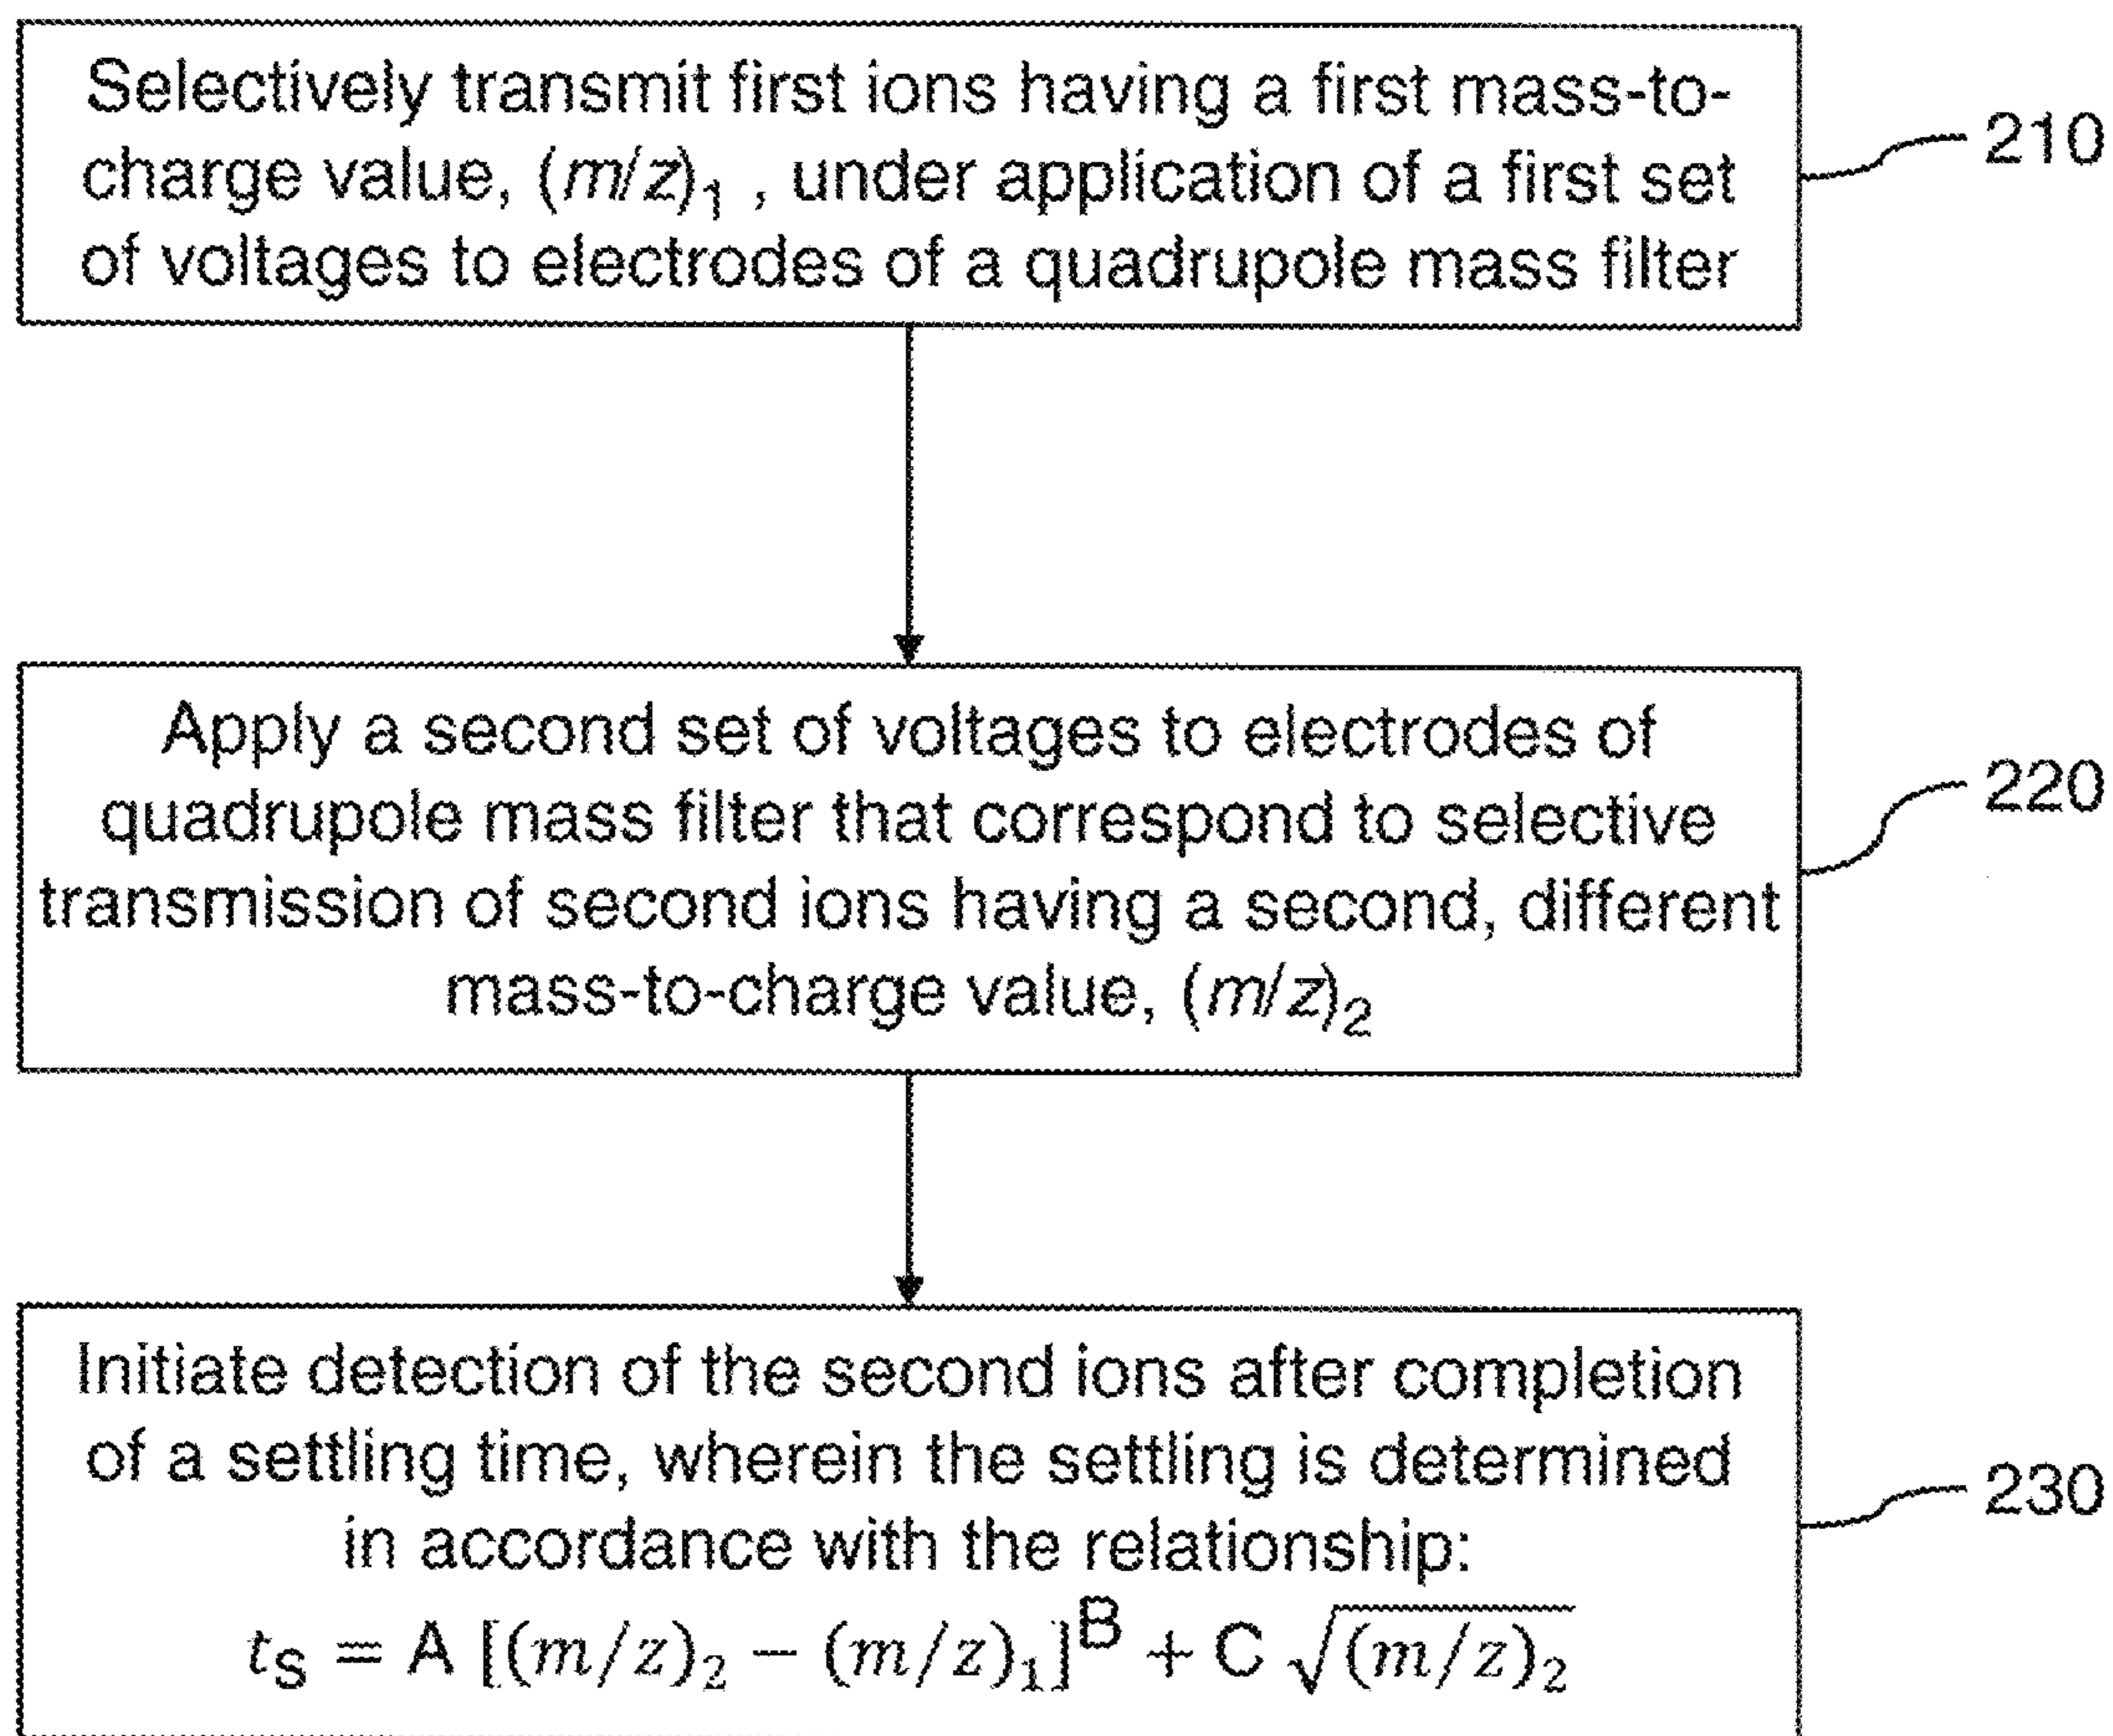 Selectively transmit first ions having a first mass-to-
charge value, (m/z)₁ , under application of a first set
of voltages to electrodes of a quadrupole mass filter
210
Apply a second set of voltages to electrodes of
quadrupole mass filter that correspond to selective
transmission of second ions having a second, different
mass-to-charge value, (m/z)₂
220
Initiate detection of the second ions after completion
of a settling time, wherein the settling is determined
in accordance with the relationship:
t_S = A [(m/z)₂ − (m/z)₁]^B + C √(m/z)₂
230